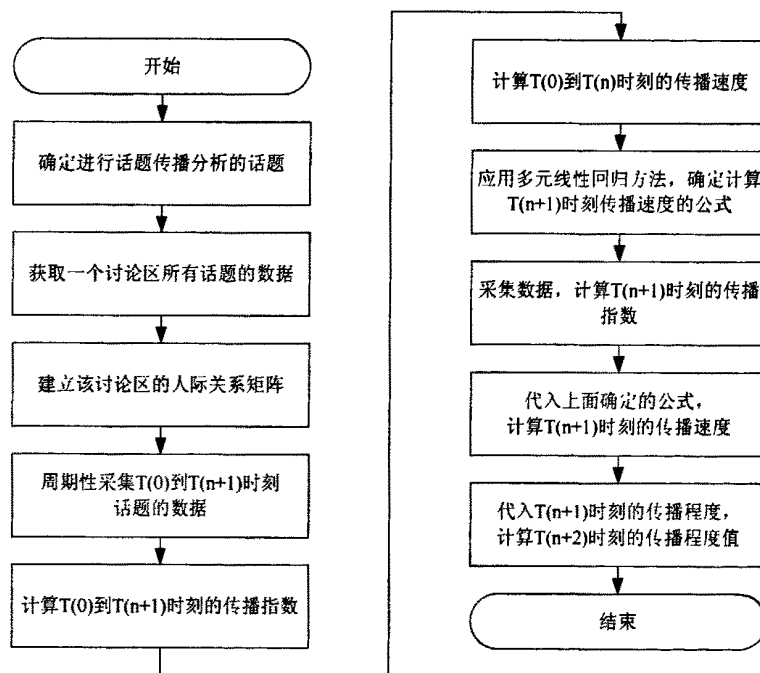 开始
确定进行话题传播分析的话题
获取一个讨论区所有话题的数据
建立该讨论区的人际关系矩阵
周期性采集T(0)到T(n+1)时刻
话题的数据
计算T(0)到T(n+1)时刻的传播指数
计算T(0)到T(n)时刻的传播速度
应用多元线性回归方法，确定计算
T(n+1)时刻传播速度的公式
采集数据，计算T(n+1)时刻的传播
指数
代入上面确定的公式，
计算T(n+1)时刻的传播速度
代入T(n+1)时刻的传播程度，
计算T(n+2)时刻的传播程度值
结束